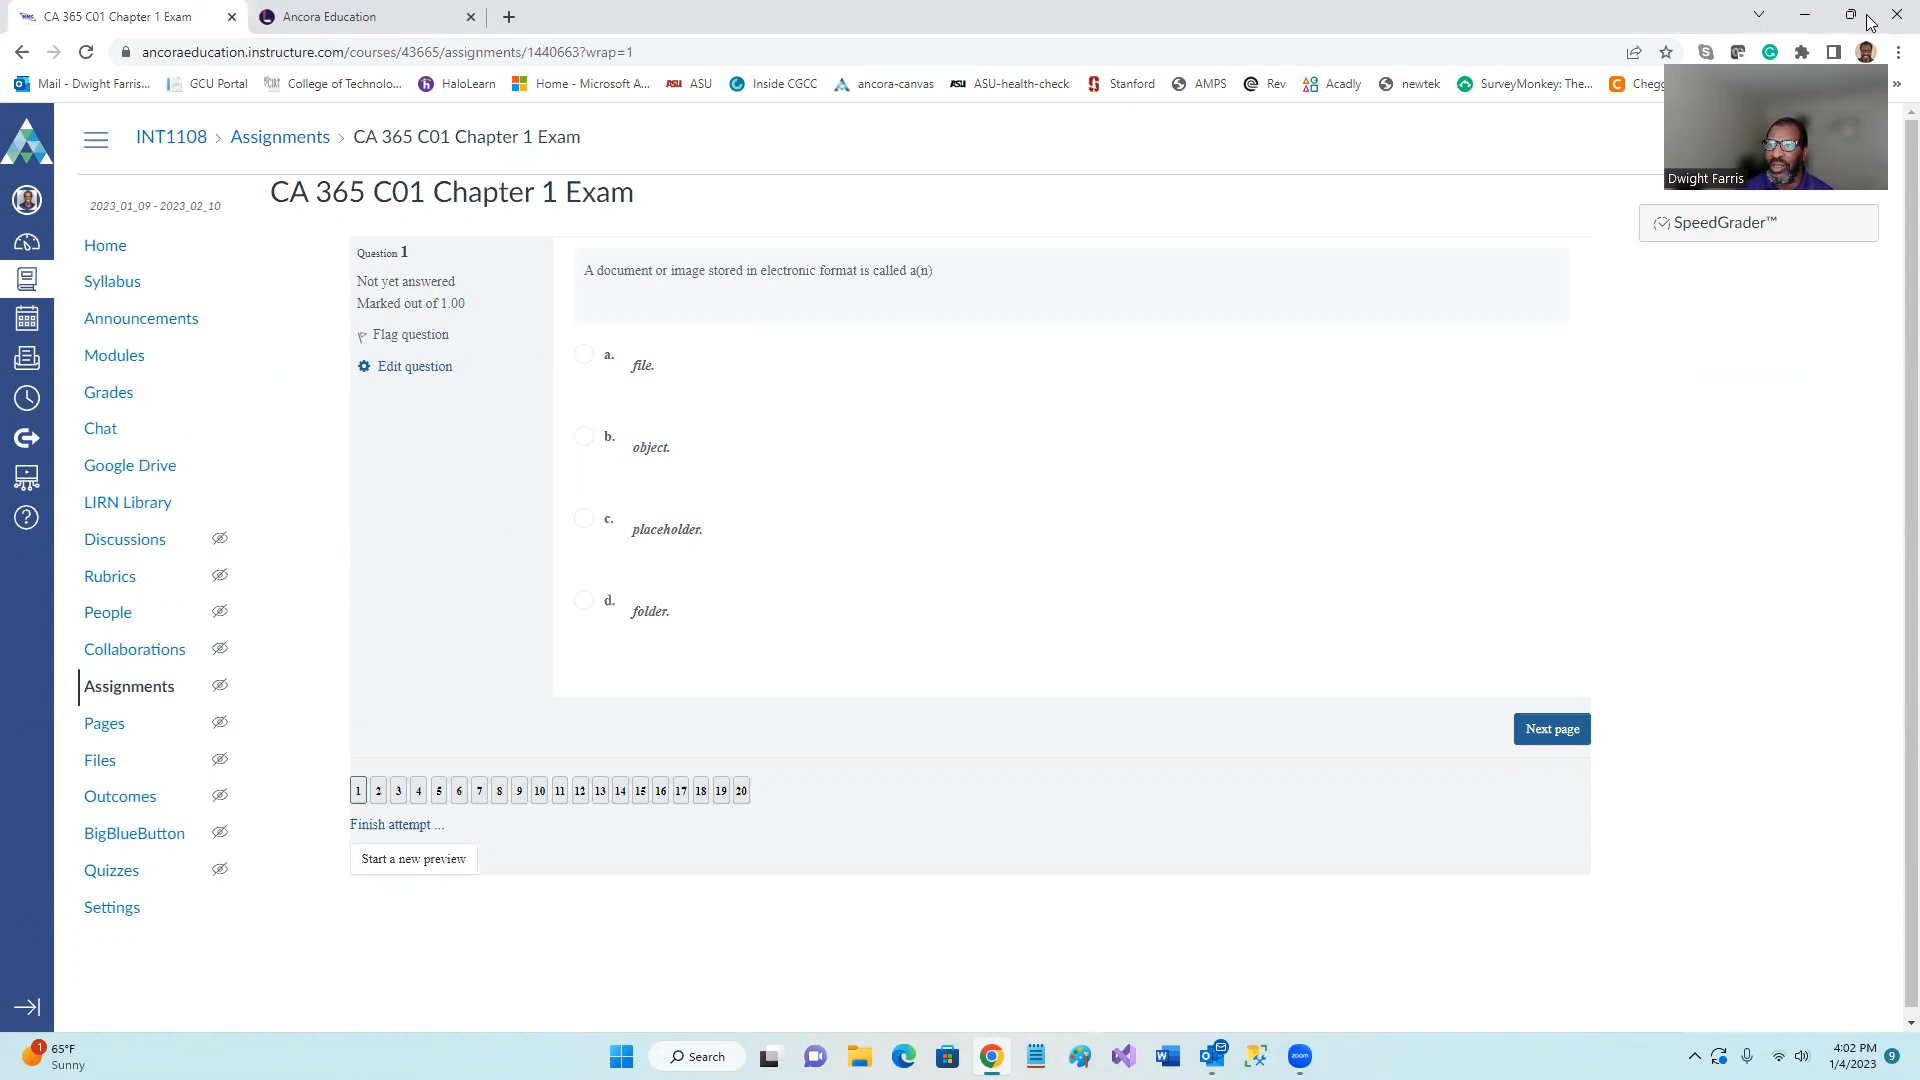 CA 365 C01 Chapter 1 Exam
Ancora Education
ancoraeducation.instructure.com/courses/43665/assignments/1440663?wrap=1
Mail - Dwight Farris...
GCU Portal
College of Technolo...
HaloLearn
Home - Microsoft A...
ASU ASU
Inside CGCC
ancora-canvas
ASU ASU-health-check
Stanford
AMPS
Rev
Acadly
newtek
SurveyMonkey: The...
C Chegg
»
Dwight Farris
INT1108 › Assignments › CA 365 C01 Chapter 1 Exam
CA 365 C01 Chapter 1 Exam
SpeedGrader™
2023_01_09 - 2023_02_10
Home
Syllabus
Announcements
Modules
Grades
Chat
Google Drive
LIRN Library
Discussions
Rubrics
People
Collaborations
Assignments
Pages
Files
Outcomes
BigBlueButton
Quizzes
Settings
Question 1
Not yet answered
Marked out of 1.00
Flag question
Edit question
A document or image stored in electronic format is called a(n)
a.
file.
b.
object.
c.
placeholder.
d.
folder.
Next page
1 2 3 4 5 6 7 8 9 10 11 12 13 14 15 16 17 18 19 20
Finish attempt ...
Start a new preview
1
65°F
Sunny
Search
zoom
4:02 PM
1/4/2023
9